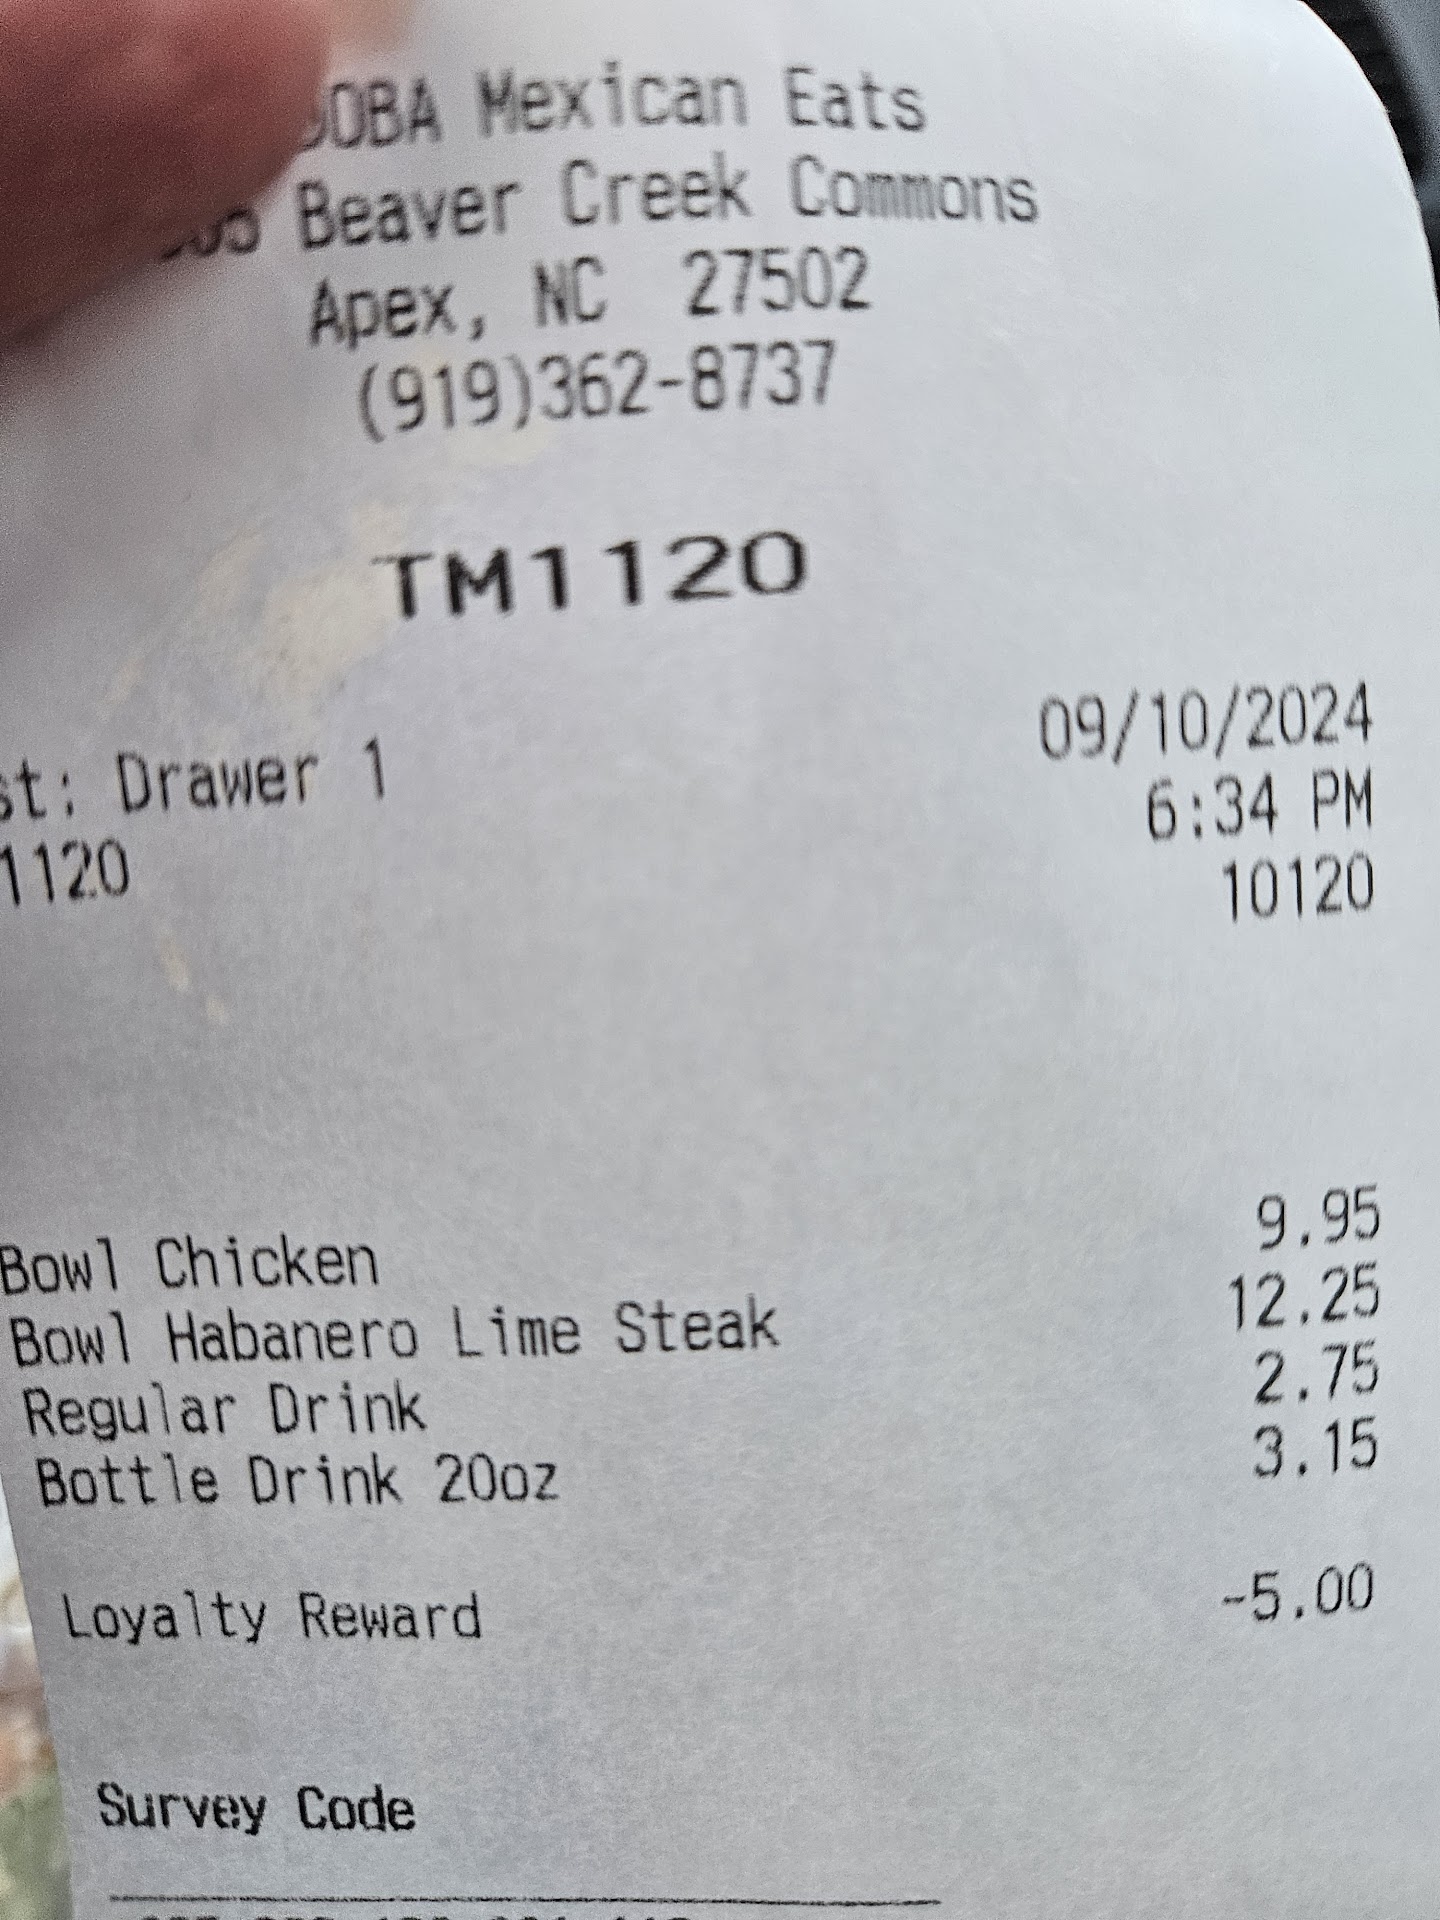 Mexican Eats
Beaver Creek Commons
Apex, NC 27502
(919)362-8737
TM1120
09/10/2024
Drawer 1
6:34 PM
1120
10120
Bowl Chicken 9.95
Bowl Habanero Lime Steak 12.25
Regular Drink 2.75
Bottle Drink 20oz 3.15
Loyalty Reward -5.00
Survey Code